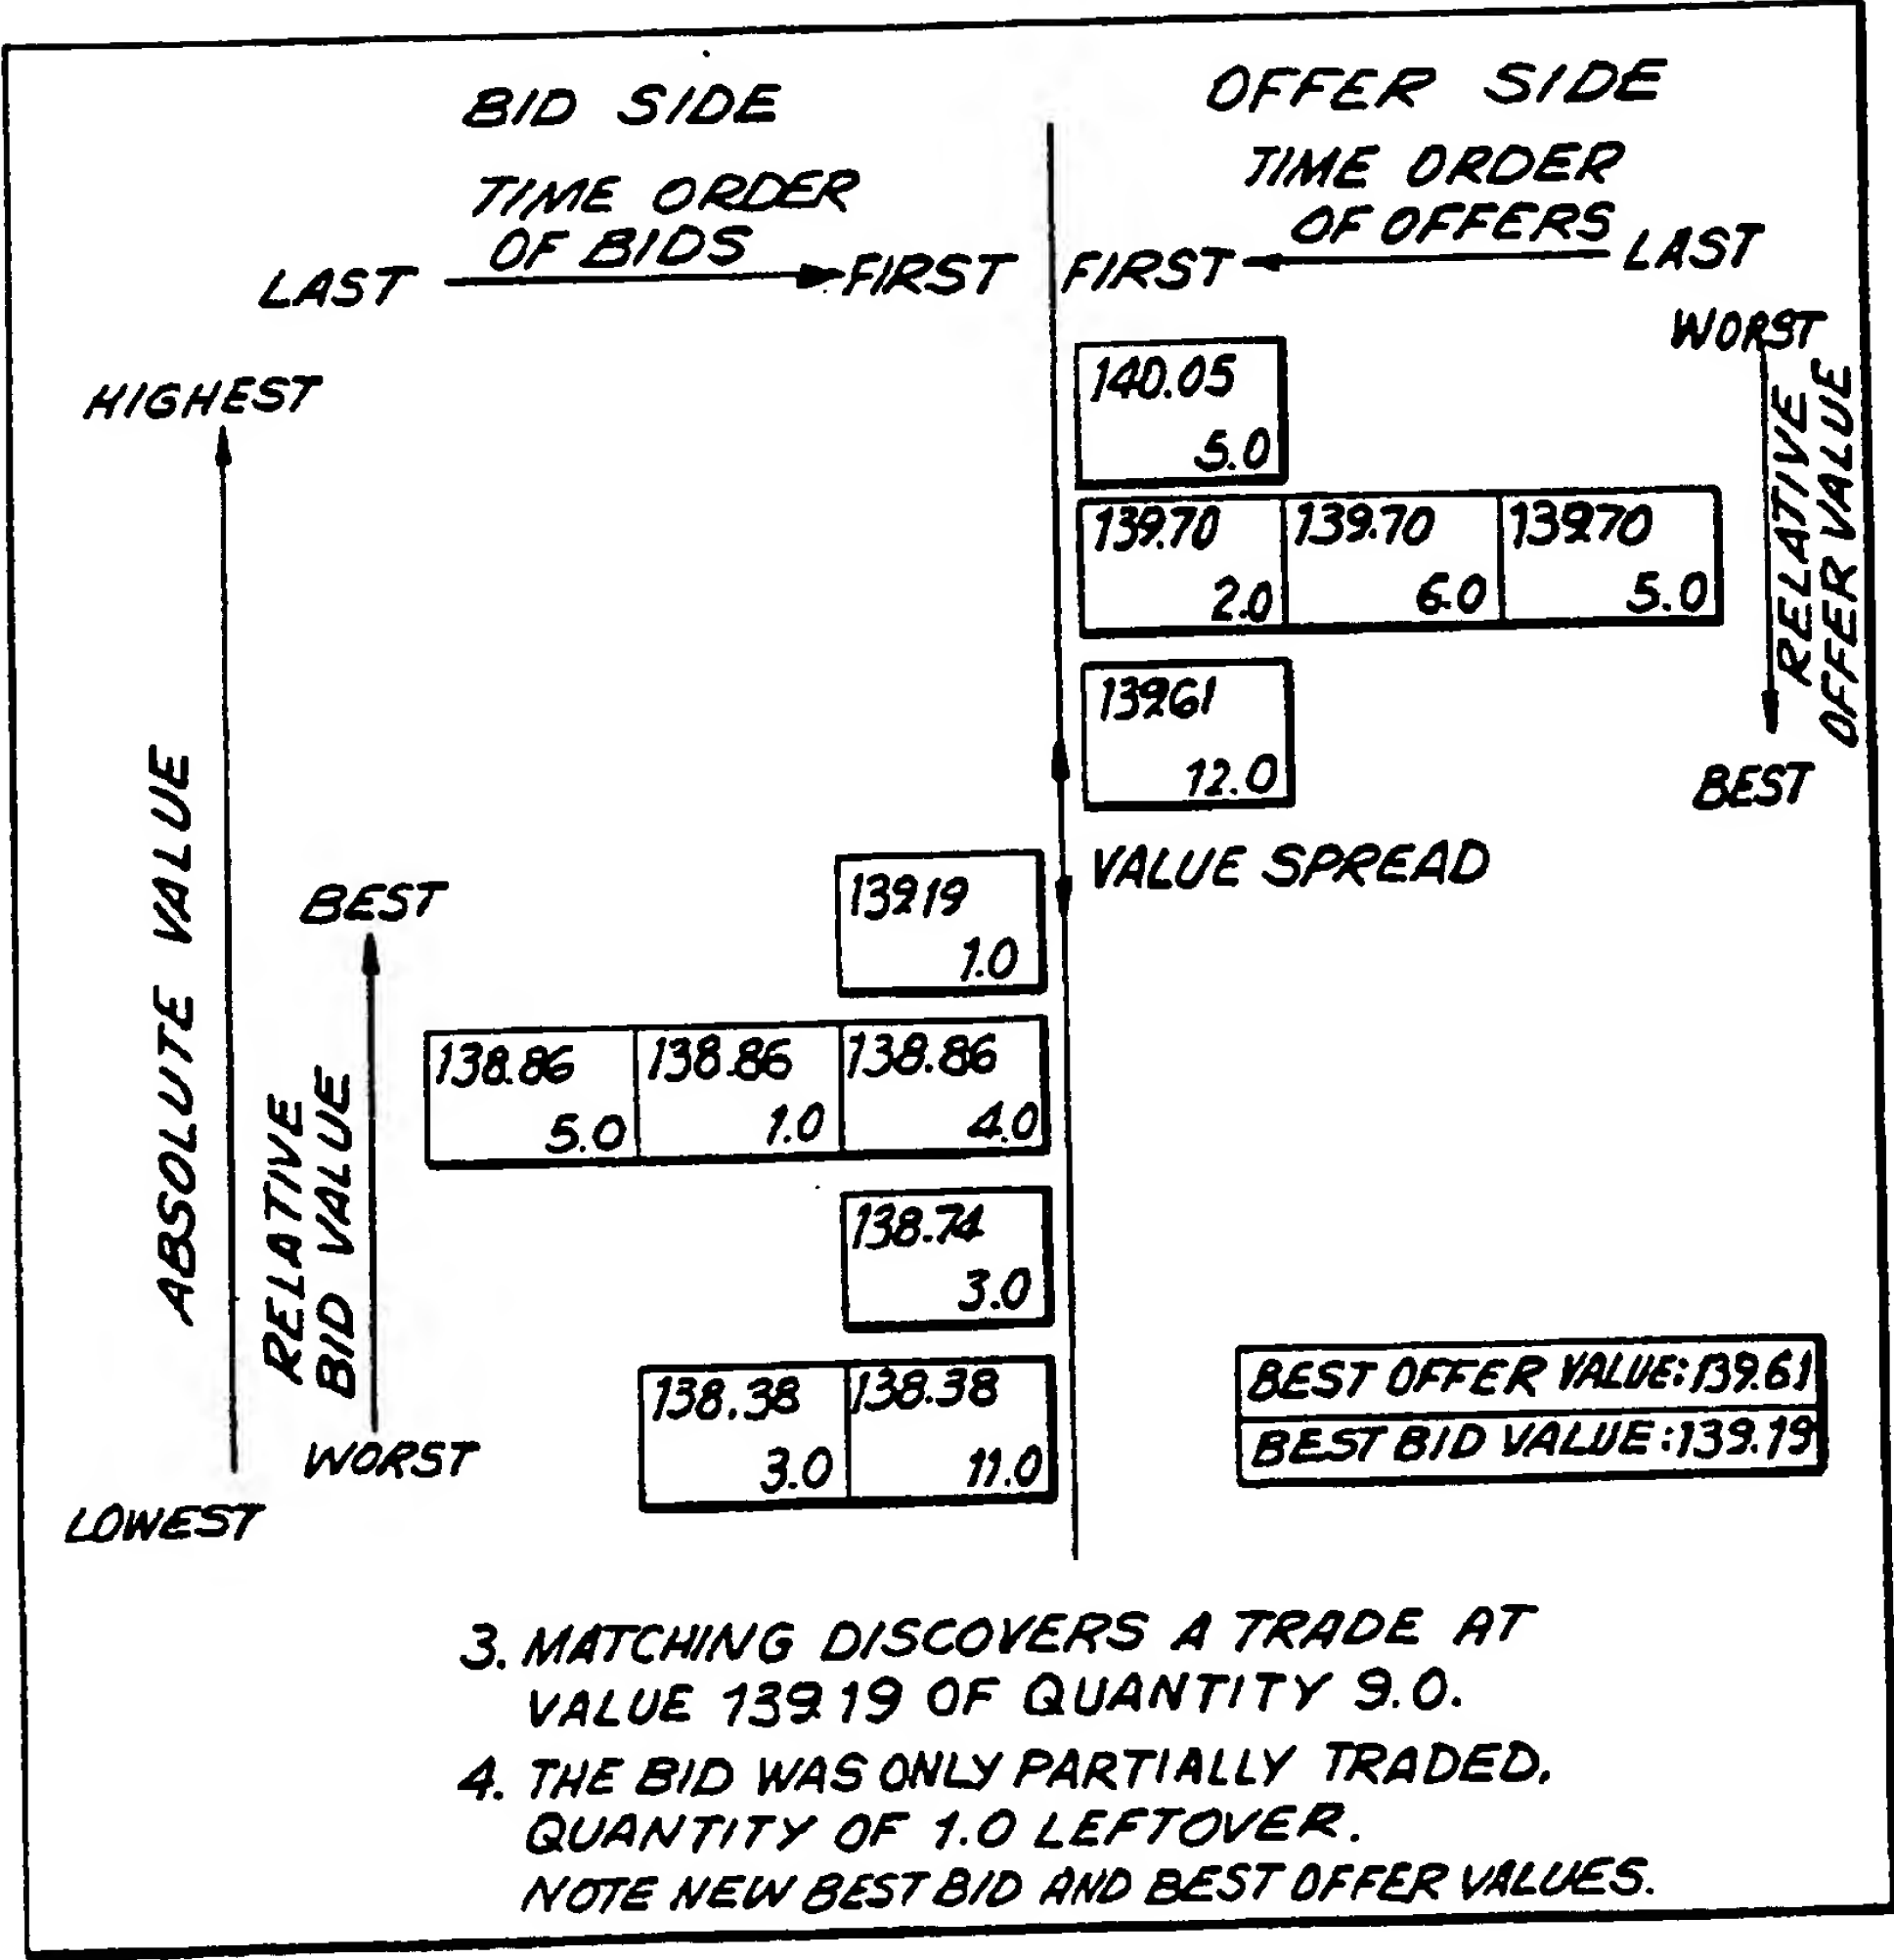 BID SIDE
OFFER SIDE
TIME ORDER
OF BIDS
LAST
FIRST
TIME ORDER
OF OFFERS
FIRST
LAST
HIGHEST
ABSOLUTE VALUE
LOWEST
BEST
RELATIVE
BID VALUE
WORST
WORST
RELATIVE
OFFER VALUE
BEST
140.05
5.0
139.70 139.70 139.70
2.0 6.0 5.0
139.61
12.0
VALUE SPREAD
139.19
1.0
138.86 138.86 138.86
5.0 1.0 4.0
138.74
3.0
138.38 138.38
3.0 11.0
BEST OFFER VALUE: 139.61
BEST BID VALUE: 139.19
3. MATCHING DISCOVERS A TRADE AT
VALUE 139.19 OF QUANTITY 9.0.
4. THE BID WAS ONLY PARTIALLY TRADED.
QUANTITY OF 1.0 LEFTOVER.
NOTE NEW BEST BID AND BEST OFFER VALUES.